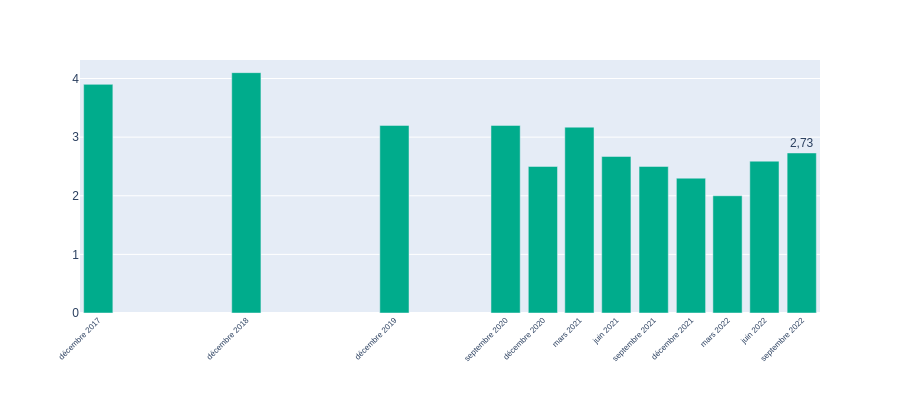 4
3
2
1
0
2,73
décembre 2017
décembre 2018
décembre 2019
septembre 2020
décembre 2020
mars 2021
juin 2021
septembre 2021
décembre 2021
mars 2022
juin 2022
septembre 2022